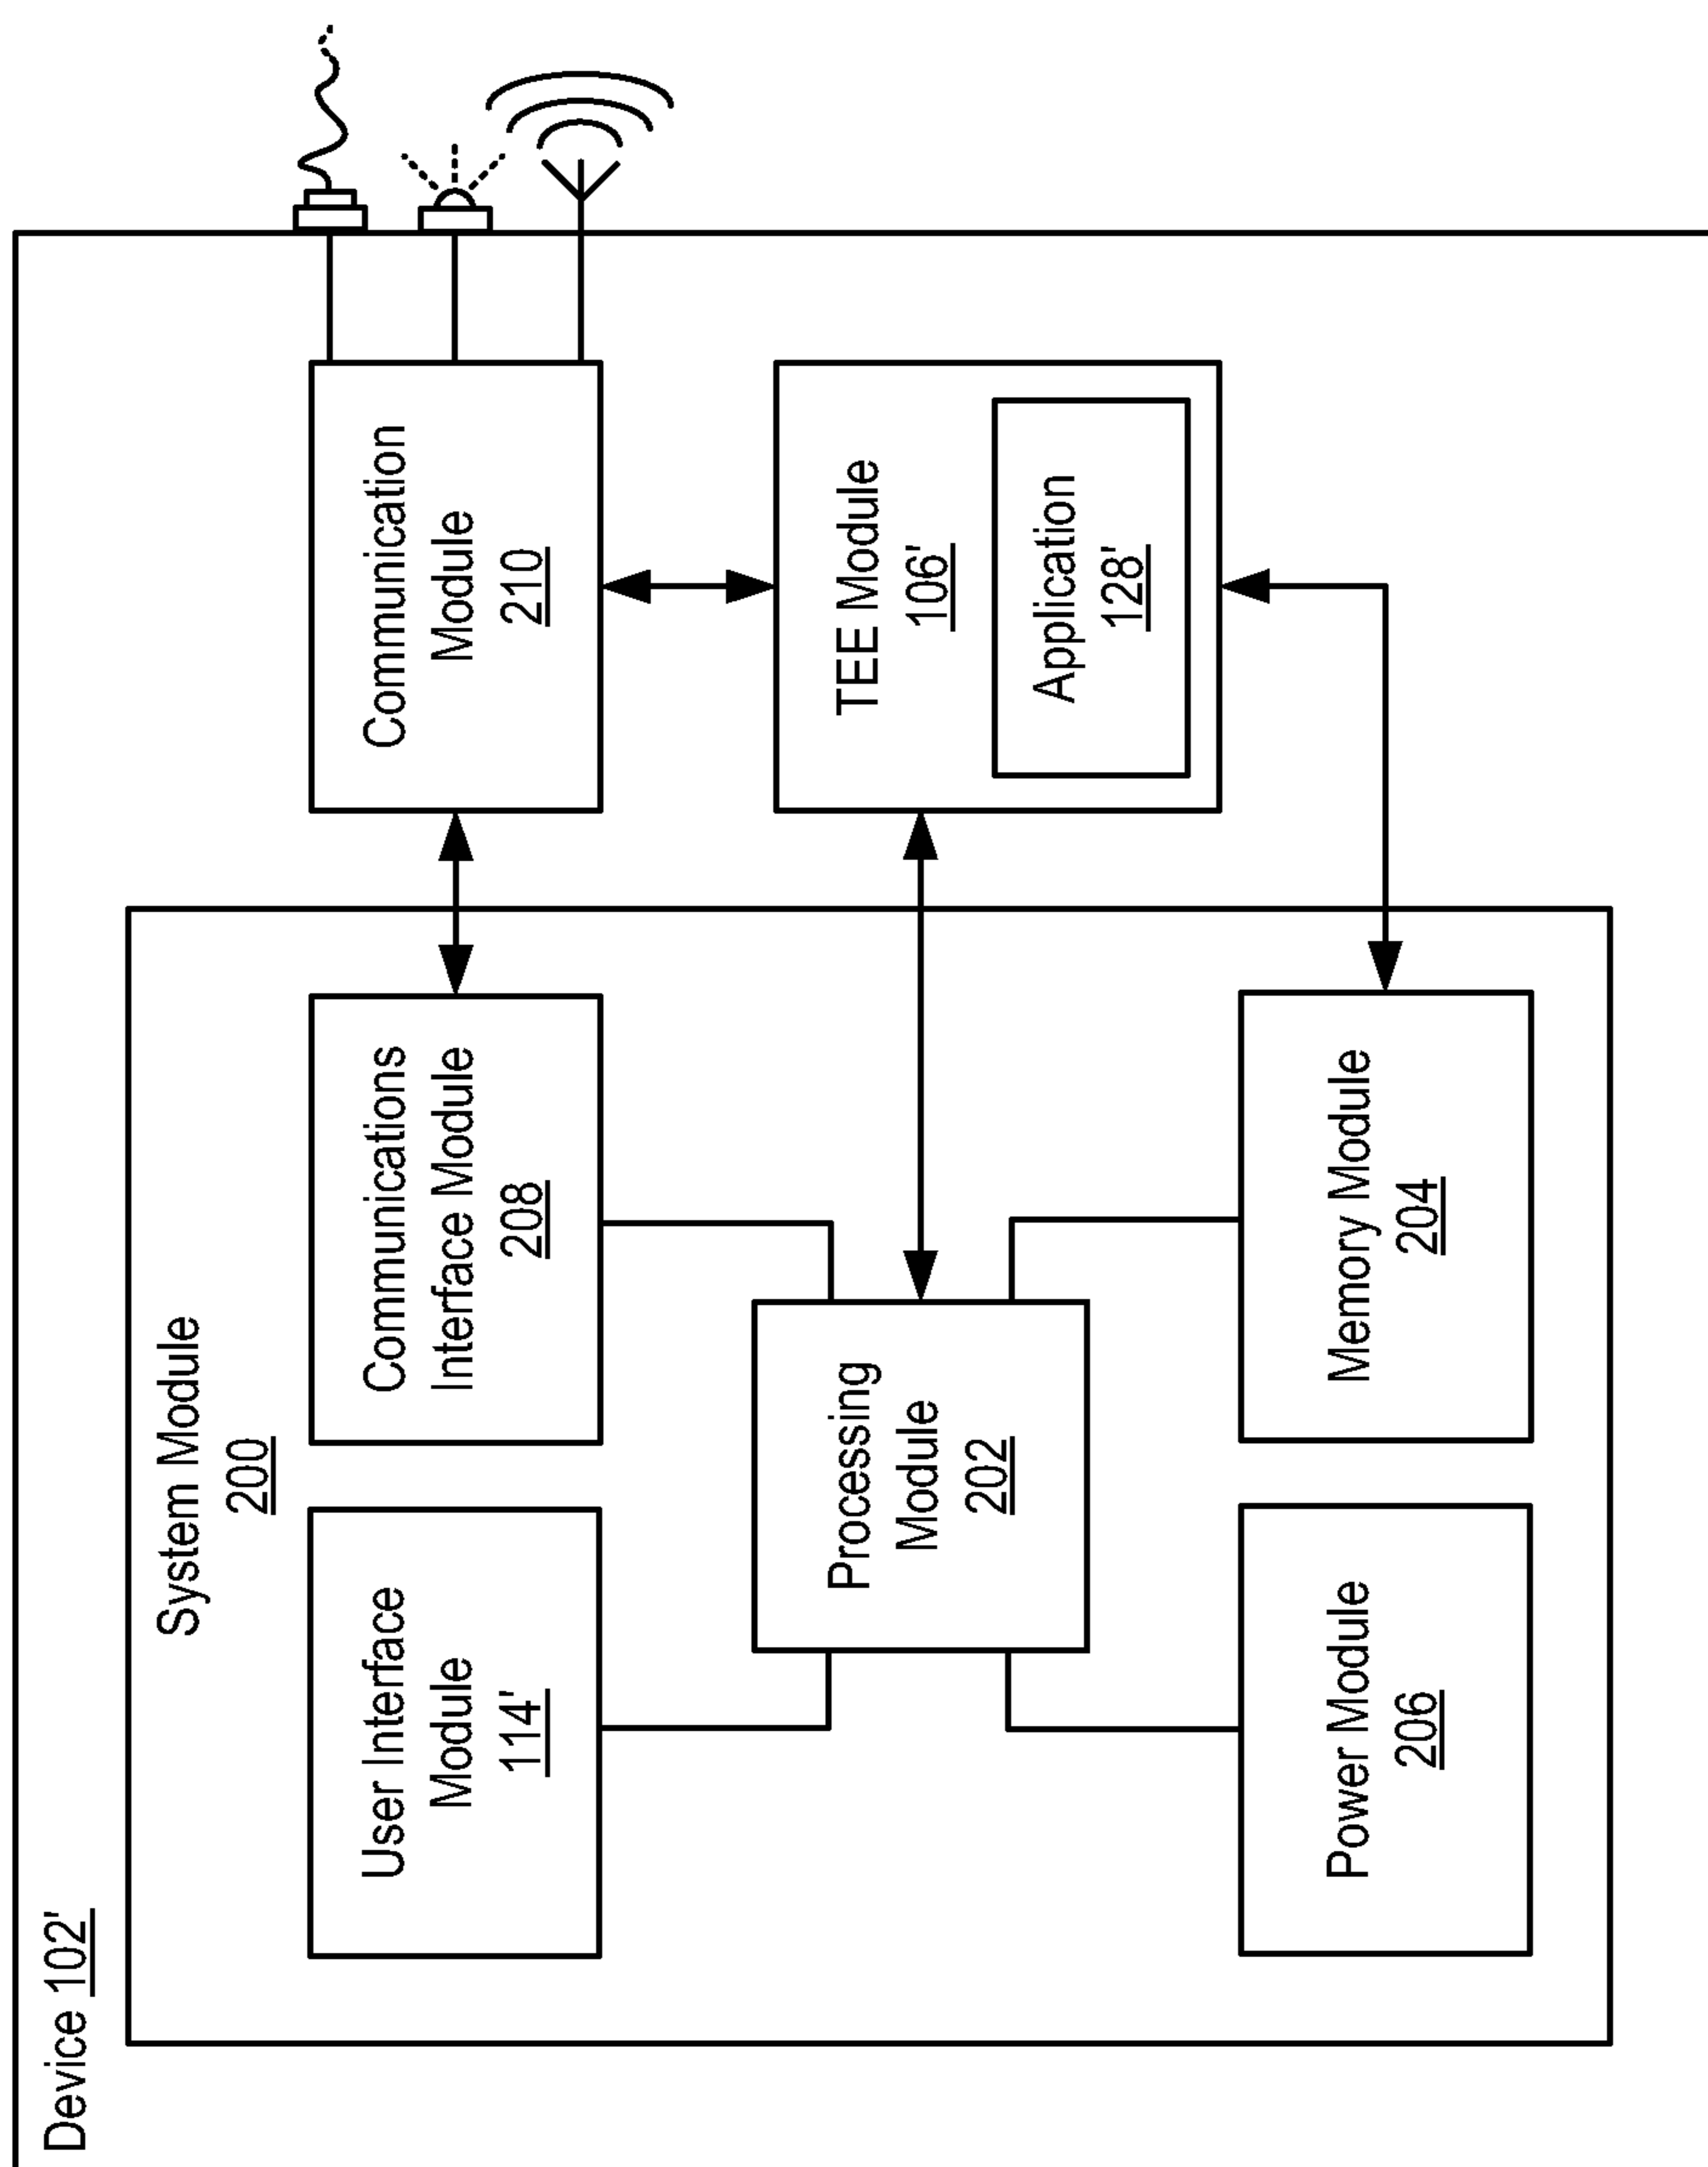 Device 102'
System Module
200
User Interface
Module
114'
Communications
Interface Module
208
Communication
Module
210
Processing
Module
202
TEE Module
106'
Application
128'
Power Module
206
Memory Module
204